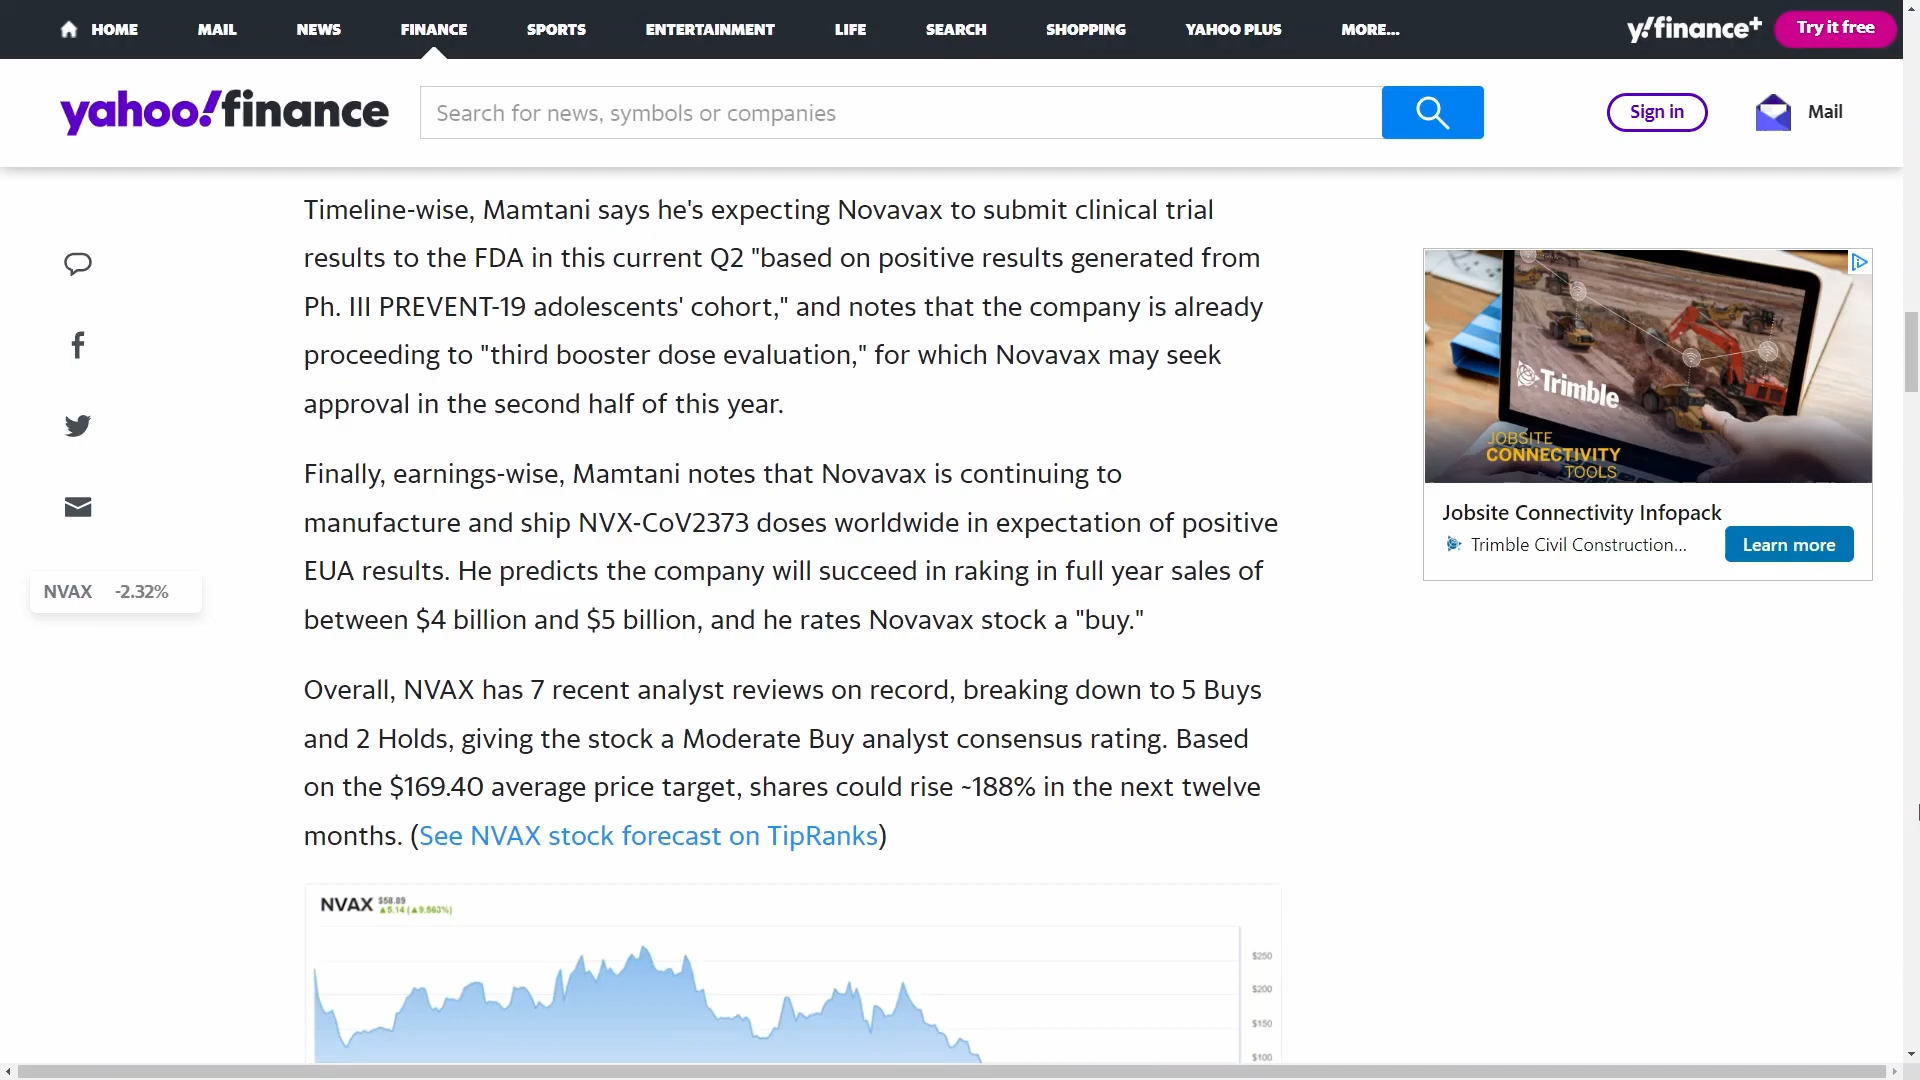 HOME MAIL NEWS FINANCE SPORTS ENTERTAINMENT LIFE SEARCH SHOPPING YAHOO PLUS MORE... y!finance+ Try it free
yahoo!finance Search for news, symbols or companies Sign in Mail
Timeline-wise, Mamtani says he's expecting Novavax to submit clinical trial
results to the FDA in this current Q2 "based on positive results generated from
Ph. III PREVENT-19 adolescents' cohort," and notes that the company is already
proceeding to "third booster dose evaluation," for which Novavax may seek
approval in the second half of this year.
Finally, earnings-wise, Mamtani notes that Novavax is continuing to
manufacture and ship NVX-CoV2373 doses worldwide in expectation of positive
EUA results. He predicts the company will succeed in raking in full year sales of
between $4 billion and $5 billion, and he rates Novavax stock a "buy."
NVAX -2.32%
Overall, NVAX has 7 recent analyst reviews on record, breaking down to 5 Buys
and 2 Holds, giving the stock a Moderate Buy analyst consensus rating. Based
on the $169.40 average price target, shares could rise ~188% in the next twelve
months. (See NVAX stock forecast on TipRanks)
NVAX $58.89
▲5.14 (▲9.563%)
$250
$200
$150
$100
Trimble
JOBSITE
CONNECTIVITY
TOOLS
Jobsite Connectivity Infopack
Trimble Civil Construction...
Learn more